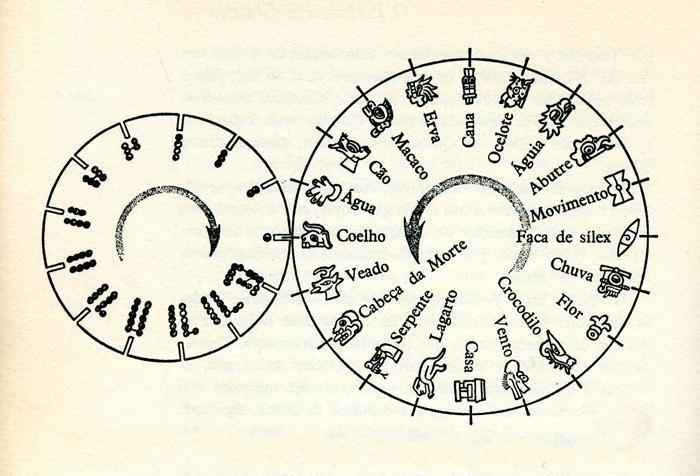 Cana
Ocelote
Águia
Abutre
Movimento
Faca de sílex
Chuva
Flor
Crocodilo
Vento
Casa
Lagarto
Serpente
Cabeça da Morte
Veado
Coelho
Água
Cão
Macaco
Erva